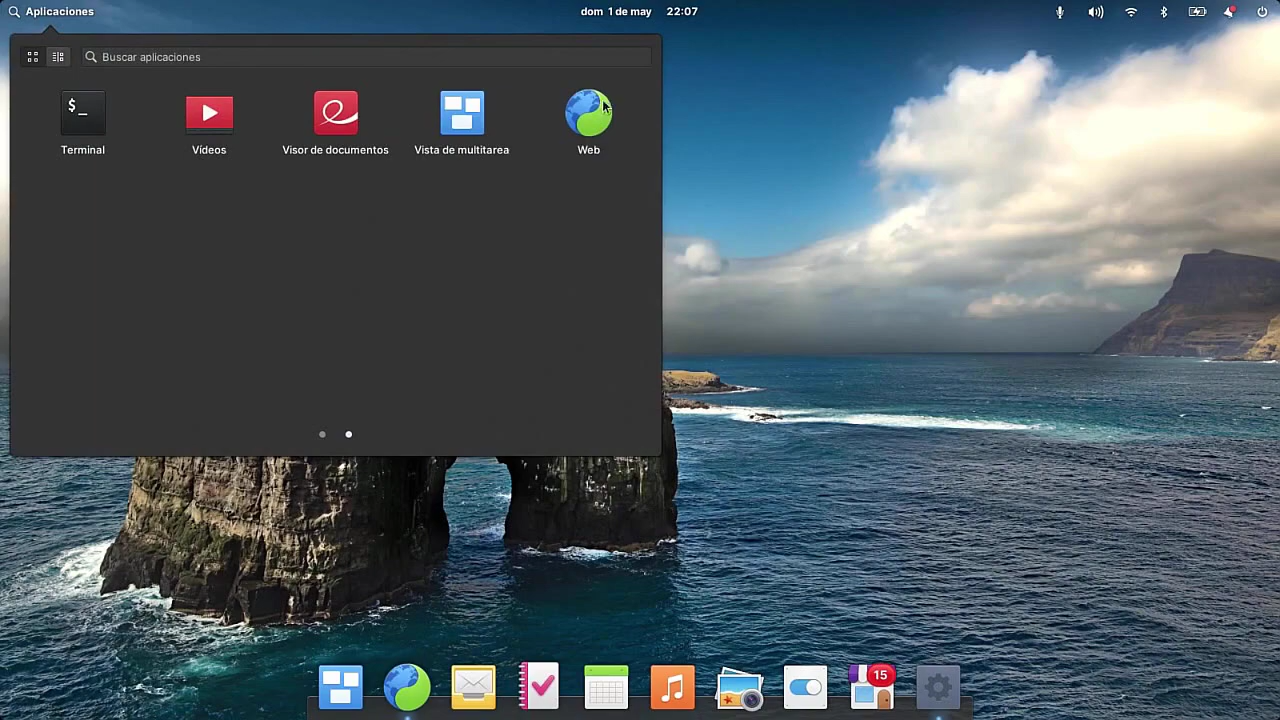 Aplicaciones dom 1 de may 22:07
Buscar aplicaciones
$_
Terminal Vídeos Visor de documentos Vista de multitarea Web
15